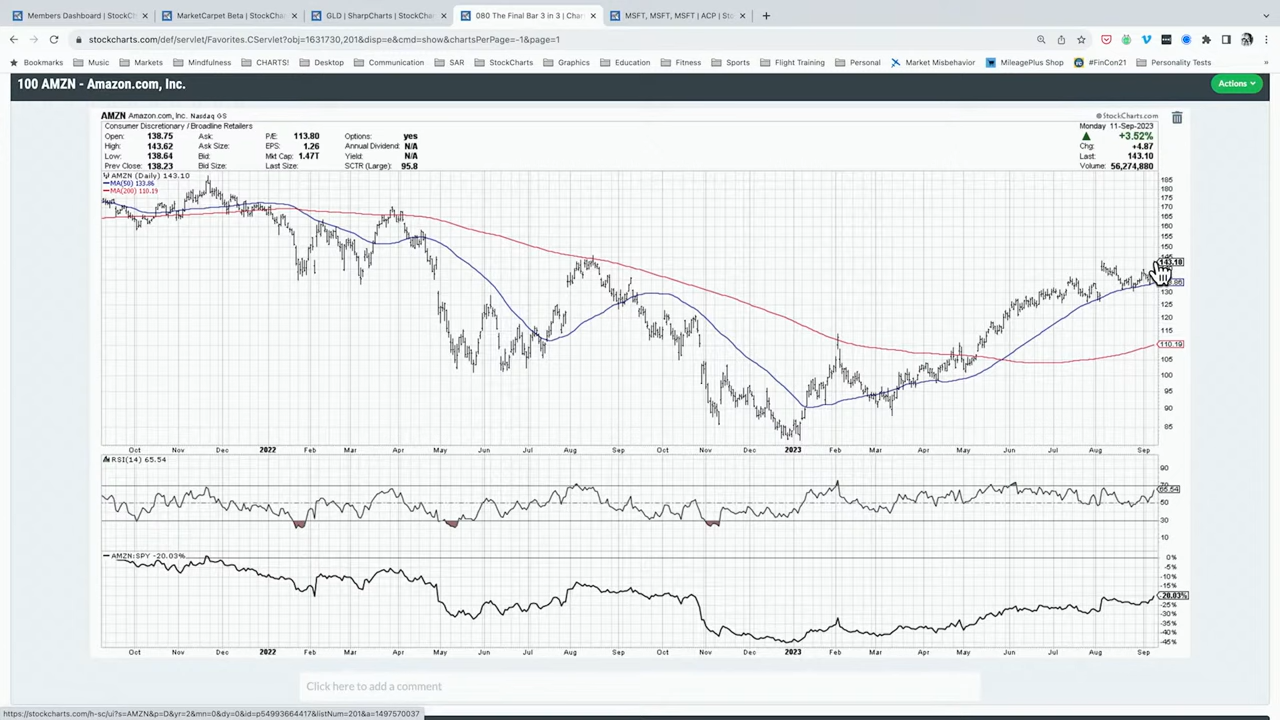 Members Dashboard | StockCh
MarketCarpet Beta | StockChar
GLD | SharpCharts | StockChar
080 The Final Bar 3 in 3 | Char
MSFT, MSFT, MSFT | ACP | Sto
stockcharts.com/def/servlet/Favorites.CServlet?obj=1631730,201&disp=e&cmd=show&chartsPerPage=-1&page=1
Bookmarks Music Markets Mindfulness CHARTS! Desktop Communication SAR StockCharts Graphics Education Fitness Sports Flight Training Personal Market Misbehavior MileagePlus Shop #FinCon21 Personality Tests
100 AMZN - Amazon.com, Inc.
Actions
AMZN Amazon.com, Inc. Nasdaq GS
© StockCharts.com
Consumer Discretionary / Broadline Retailers
Monday 11-Sep-2023
Open: 138.75 Ask: P/E: 113.80 Options: yes
+3.52%
High: 143.62 Ask Size: EPS: 1.26 Annual Dividend: N/A
Chg: +4.87
Low: 138.64 Bid: Mkt Cap: 1.47T Yield: N/A
Last: 143.10
Prev Close: 138.23 Bid Size: Last Size: SCTR (Large): 95.8
Volume: 56,274,880
AMZN (Daily) 143.10
MA(50) 133.86
MA(200) 110.19
185
180
175
170
165
160
155
150
145
143.10
130
125
120
115
110.19
105
100
95
90
85
Oct Nov Dec 2022 Feb Mar Apr May Jun Jul Aug Sep Oct Nov Dec 2023 Feb Mar Apr May Jun Jul Aug Sep
RSI(14) 65.54
90
70
65.54
50
30
10
AMZN:SPY -20.03%
0%
-5%
-10%
-15%
-20.03%
-25%
-30%
-35%
-40%
-45%
Oct Nov Dec 2022 Feb Mar Apr May Jun Jul Aug Sep Oct Nov Dec 2023 Feb Mar Apr May Jun Jul Aug Sep
Click here to add a comment
https://stockcharts.com/h-sc/ui?s=AMZN&p=D&yr=2&mn=0&dy=0&id=p54993664417&listNum=201&a=1497570037